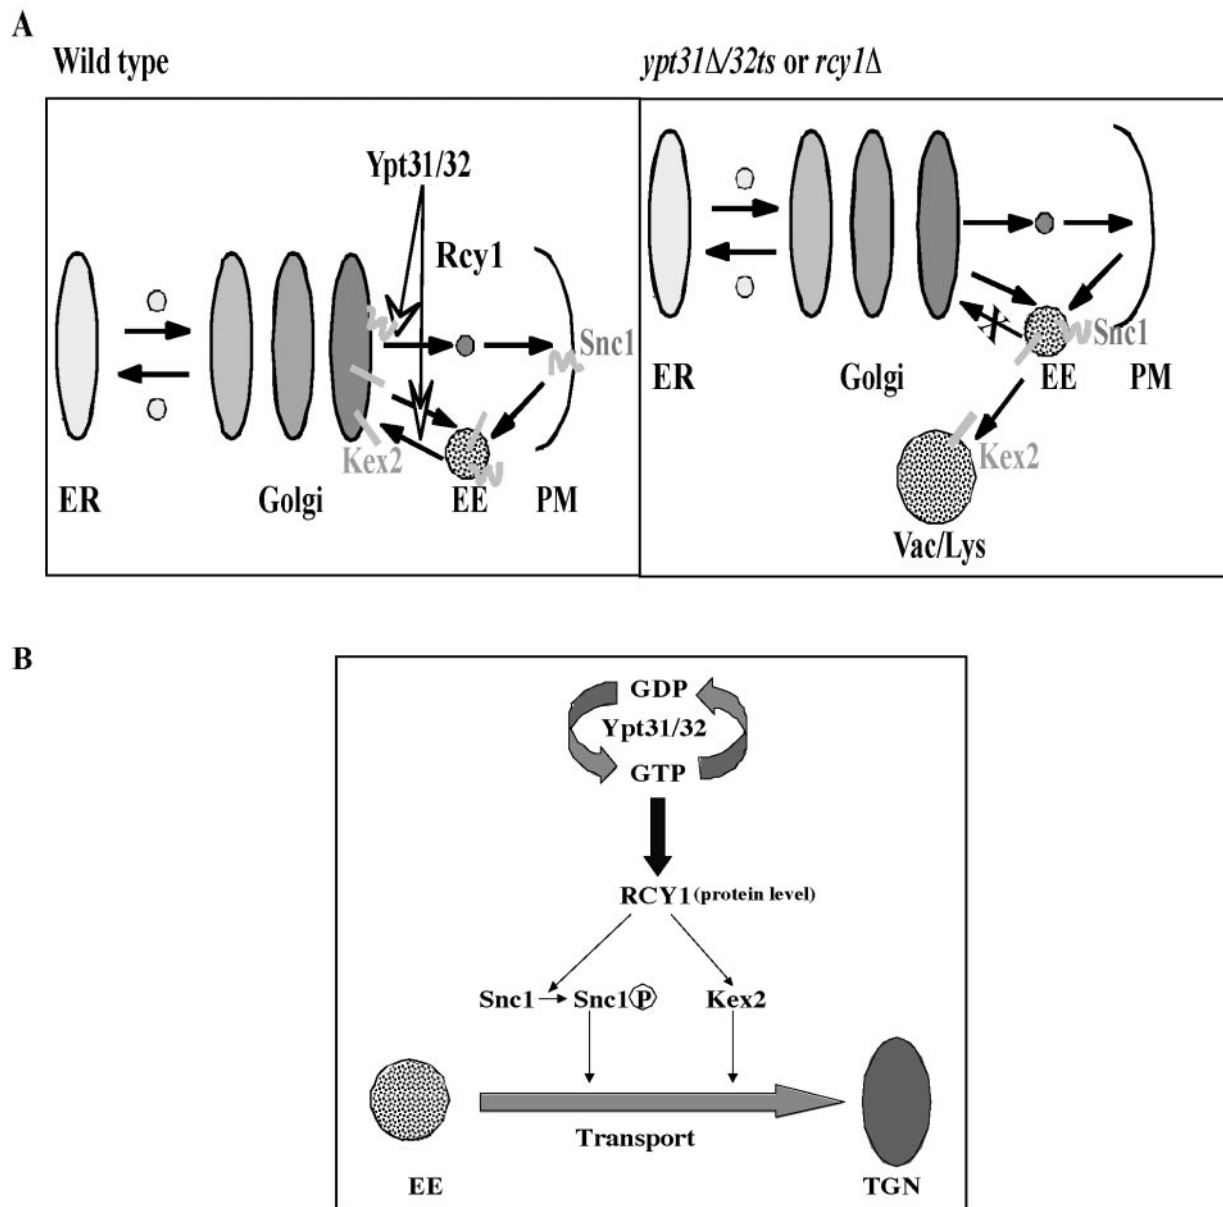 A
Wild type
ypt31Δ/32ts or rcy1Δ
Ypt31/32
Rcy1
Snc1
Kex2
ER
Golgi
EE
PM
X
Snc1
ER
Golgi
EE
PM
Kex2
Vac/Lys
B
GDP
Ypt31/32
GTP
RCY1 (protein level)
Snc1 Snc1 P Kex2
Transport
EE
TGN